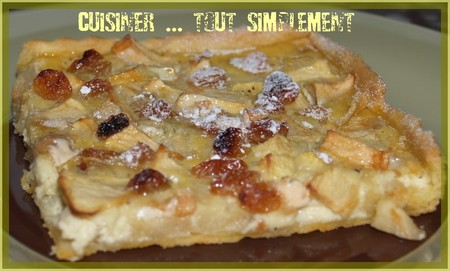 CUISINER ... TOUT SIMPLEMENT